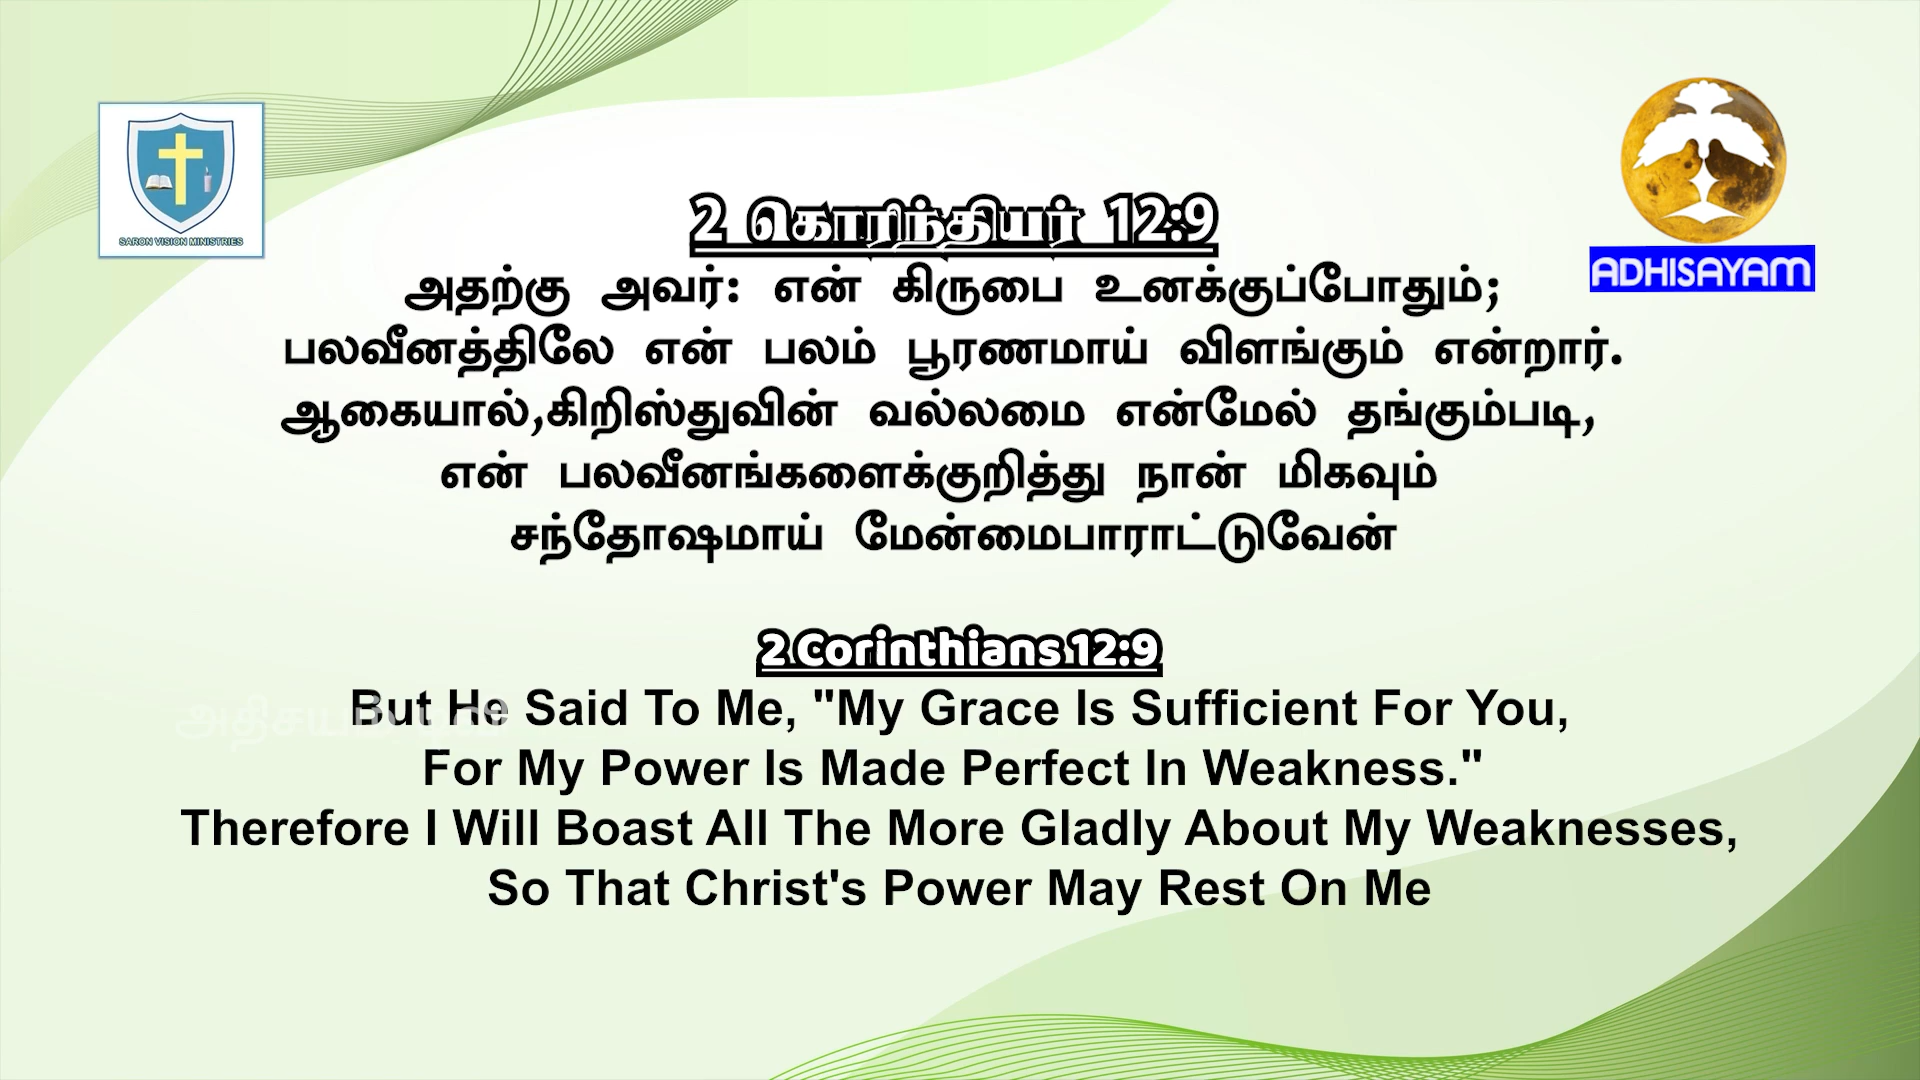 SARON VISION MINISTRIES
ADHISAYAM
2 கொரிந்தியர் 12:9
அதற்கு அவர்: என் கிருபை உனக்குப்போதும்;
பலவீனத்திலே என் பலம் பூரணமாய் விளங்கும் என்றார்.
ஆகையால்,கிறிஸ்துவின் வல்லமை என்மேல் தங்கும்படி,
என் பலவீனங்களைக்குறித்து நான் மிகவும்
சந்தோஷமாய் மேன்மைபாராட்டுவேன்
2 Corinthians 12:9
But He Said To Me, "My Grace Is Sufficient For You,
For My Power Is Made Perfect In Weakness."
Therefore I Will Boast All The More Gladly About My Weaknesses,
So That Christ's Power May Rest On Me
அதிசயம் டிவி